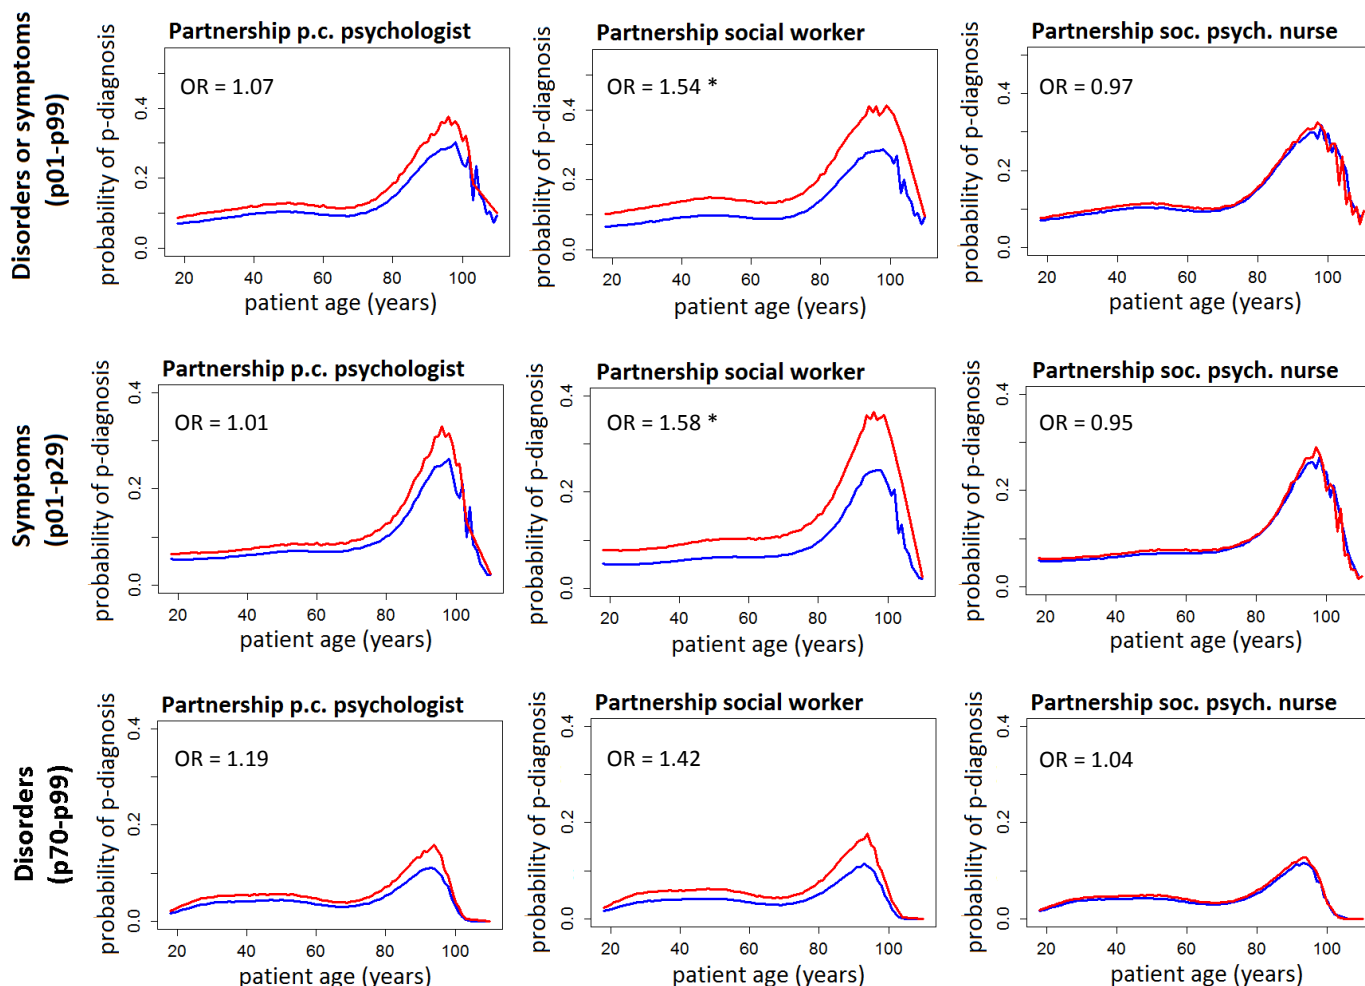 Disorders or symptoms
(p01-p99)
Partnership p.c. psychologist
OR = 1.07
probability of p-diagnosis
0.0 0.2 0.4
20 40 60 80 100
patient age (years)
Partnership social worker
OR = 1.54 *
probability of p-diagnosis
0.0 0.2 0.4
20 40 60 80 100
patient age (years)
Partnership soc. psych. nurse
OR = 0.97
probability of p-diagnosis
0.0 0.2 0.4
20 40 60 80 100
patient age (years)
Symptoms
(p01-p29)
Partnership p.c. psychologist
OR = 1.01
probability of p-diagnosis
0.0 0.2 0.4
20 40 60 80 100
patient age (years)
Partnership social worker
OR = 1.58 *
probability of p-diagnosis
0.0 0.2 0.4
20 40 60 80 100
patient age (years)
Partnership soc. psych. nurse
OR = 0.95
probability of p-diagnosis
0.0 0.2 0.4
20 40 60 80 100
patient age (years)
Disorders
(p70-p99)
Partnership p.c. psychologist
OR = 1.19
probability of p-diagnosis
0.0 0.2 0.4
20 40 60 80 100
patient age (years)
Partnership social worker
OR = 1.42
probability of p-diagnosis
0.0 0.2 0.4
20 40 60 80 100
patient age (years)
Partnership soc. psych. nurse
OR = 1.04
probability of p-diagnosis
0.0 0.2 0.4
20 40 60 80 100
patient age (years)